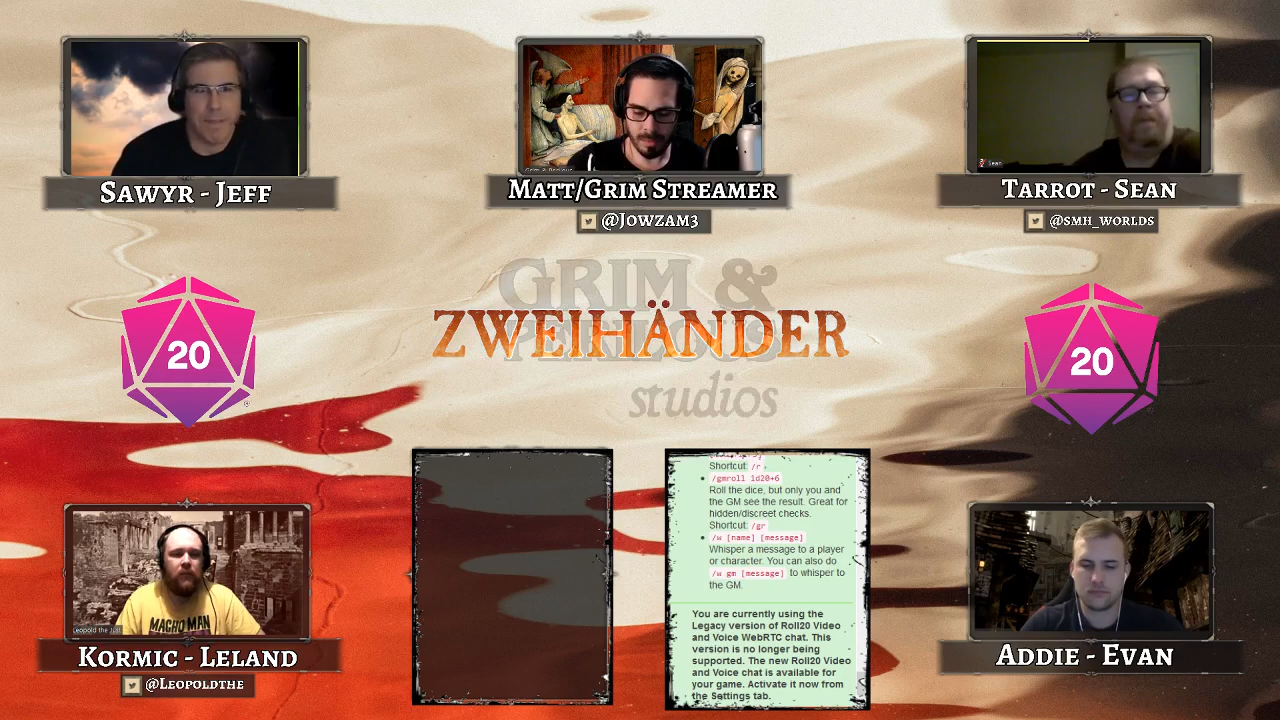 Sean
SAWYR - JEFF
MATT/GRIM STREAMER
@JOWZAM3
TARROT - SEAN
@SMH_WORLDS
20
GRIM &
PERILOUS
studios
ZWEIHÄNDER
20
Shortcut: /r
/gmroll 1d20+6
Roll the dice, but only you and
the GM see the result. Great for
hidden/discreet checks.
Shortcut: /gr
/w [name] [message]
Whisper a message to a player
or character. You can also do
/w gm [message] to whisper to
the GM.
You are currently using the
Legacy version of Roll20 Video
and Voice WebRTC chat. This
version is no longer being
supported. The new Roll20 Video
and Voice chat is available for
your game. Activate it now from
the Settings tab.
MACHO MAN
Leopold the Just
KORMIC - LELAND
@LEOPOLDTHE
ADDIE - EVAN